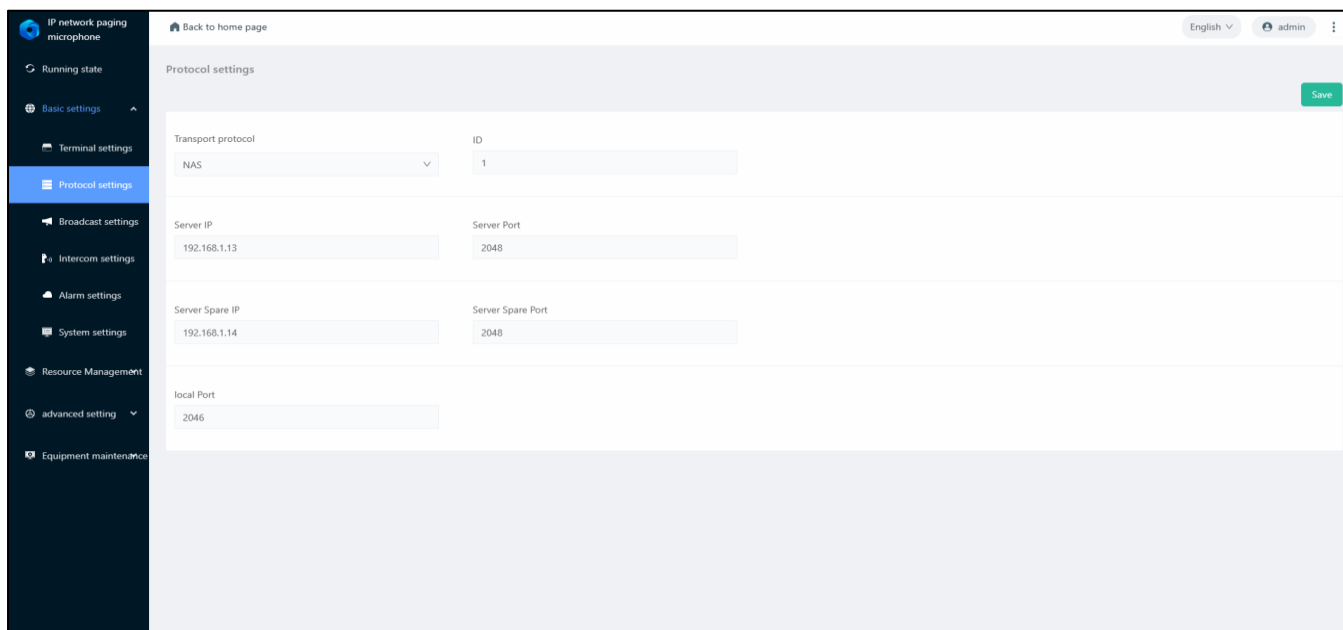 IP network paging
microphone
Back to home page
English
admin
Running state
Basic settings
Terminal settings
Protocol settings
Broadcast settings
Intercom settings
Alarm settings
System settings
Resource Management
advanced setting
Equipment maintenance
Protocol settings
Save
Transport protocol
NAS
ID
1
Server IP
192.168.1.13
Server Port
2048
Server Spare IP
192.168.1.14
Server Spare Port
2048
local Port
2046